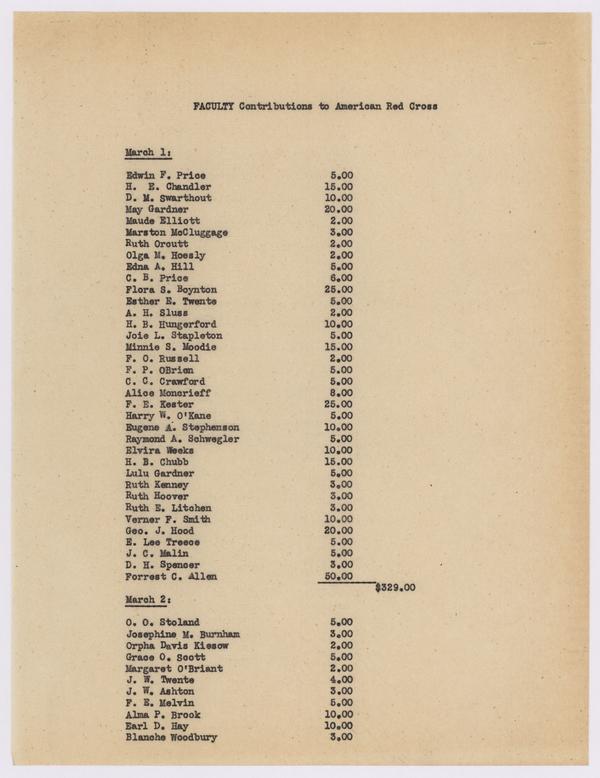 FACULTY Contributions to American Red Cross
March 1:
Edwin F. Price 5.00
H. E. Chandler 15.00
D. M. Swarthout 10.00
May Gardner 20.00
Maude Elliott 2.00
Marston McCluggage 3.00
Ruth Orcutt 2.00
Olga M. Hoesly 2.00
Edna A. Hill 5.00
C. B. Price 6.00
Flora S. Boynton 25.00
Esther E. Twente 5.00
A. H. Sluss 2.00
H. B. Hungerford 10.00
Joie L. Stapleton 5.00
Minnie S. Moodie 15.00
F. O. Russell 2.00
F. P. OBrien 5.00
C. C. Crawford 5.00
Alice Moncrieff 8.00
F. E. Kester 25.00
Harry W. O'Kane 5.00
Eugene A. Stephenson 10.00
Raymond A. Schwegler 5.00
Elvira Weeks 10.00
H. B. Chubb 15.00
Lulu Gardner 5.00
Ruth Kenney 3.00
Ruth Hoover 3.00
Ruth E. Litchen 3.00
Verner F. Smith 10.00
Geo. J. Hood 20.00
E. Lee Treece 5.00
J. C. Malin 5.00
D. H. Spencer 3.00
Forrest C. Allen 50.00
$329.00
March 2:
O. O. Stoland 5.00
Josephine M. Burnham 3.00
Orpha Davis Kiesow 2.00
Grace O. Scott 5.00
Margaret O'Briant 2.00
J. W. Twente 4.00
J. W. Ashton 3.00
F. E. Melvin 5.00
Alma P. Brook 10.00
Earl D. Hay 10.00
Blanche Woodbury 3.00